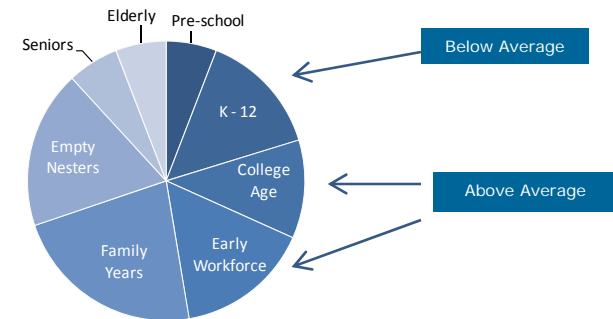 Elderly
Pre-school
Seniors
Below Average
K - 12
Empty
Nesters
College
Age
Above Average
Early
Workforce
Family
Years